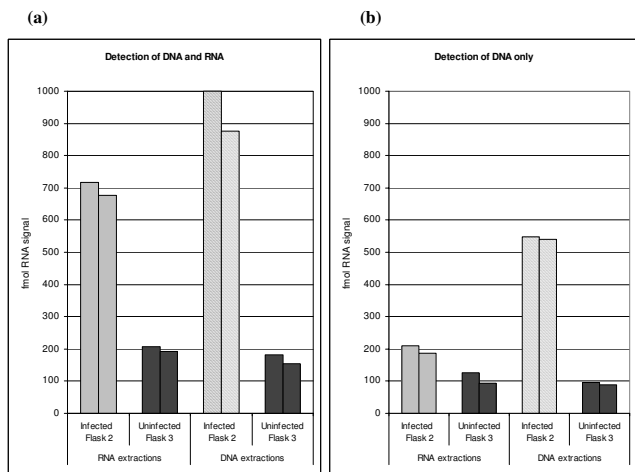 (a)
Detection of DNA and RNA
fmol RNA signal
1000
900
800
700
600
500
400
300
200
100
0
Infected Flask 2
Uninfected Flask 3
Infected Flask 2
Uninfected Flask 3
RNA extractions
DNA extractions
(b)
Detection of DNA only
fmol RNA signal
1000
900
800
700
600
500
400
300
200
100
0
Infected Flask 2
Uninfected Flask 3
Infected Flask 2
Uninfected Flask 3
RNA extractions
DNA extractions